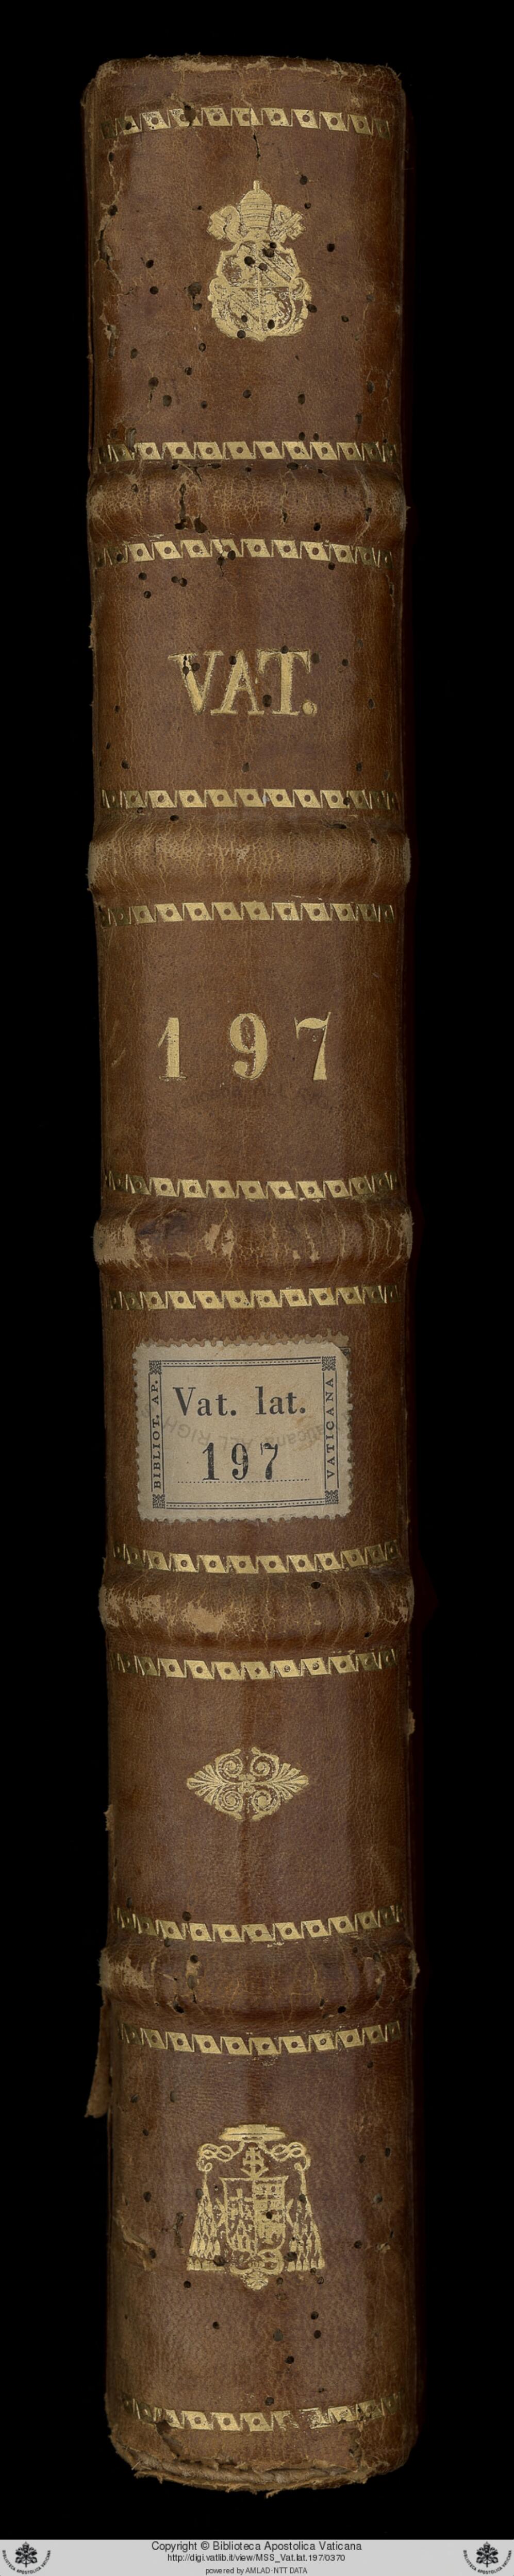 VAT.
197
BIBLIOT. AP.
Vat. lat.
197
VATICANA
Copyright © Biblioteca Apostolica Vaticana
http://digi.vatlib.it/view/MSS_Vat.lat.197/0370
powered by AMLAD-NTT DATA